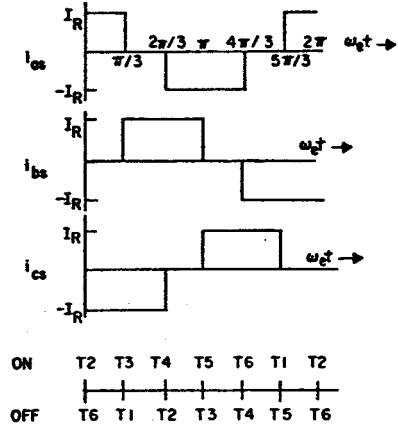 I_R
2π/3 π 4π/3 2π ω_e t
i_as
π/3 5π/3
-I_R
I_R
ω_e t
i_bs
-I_R
I_R
ω_e t
i_cs
-I_R
ON T2 T3 T4 T5 T6 T1 T2
OFF T6 T1 T2 T3 T4 T5 T6